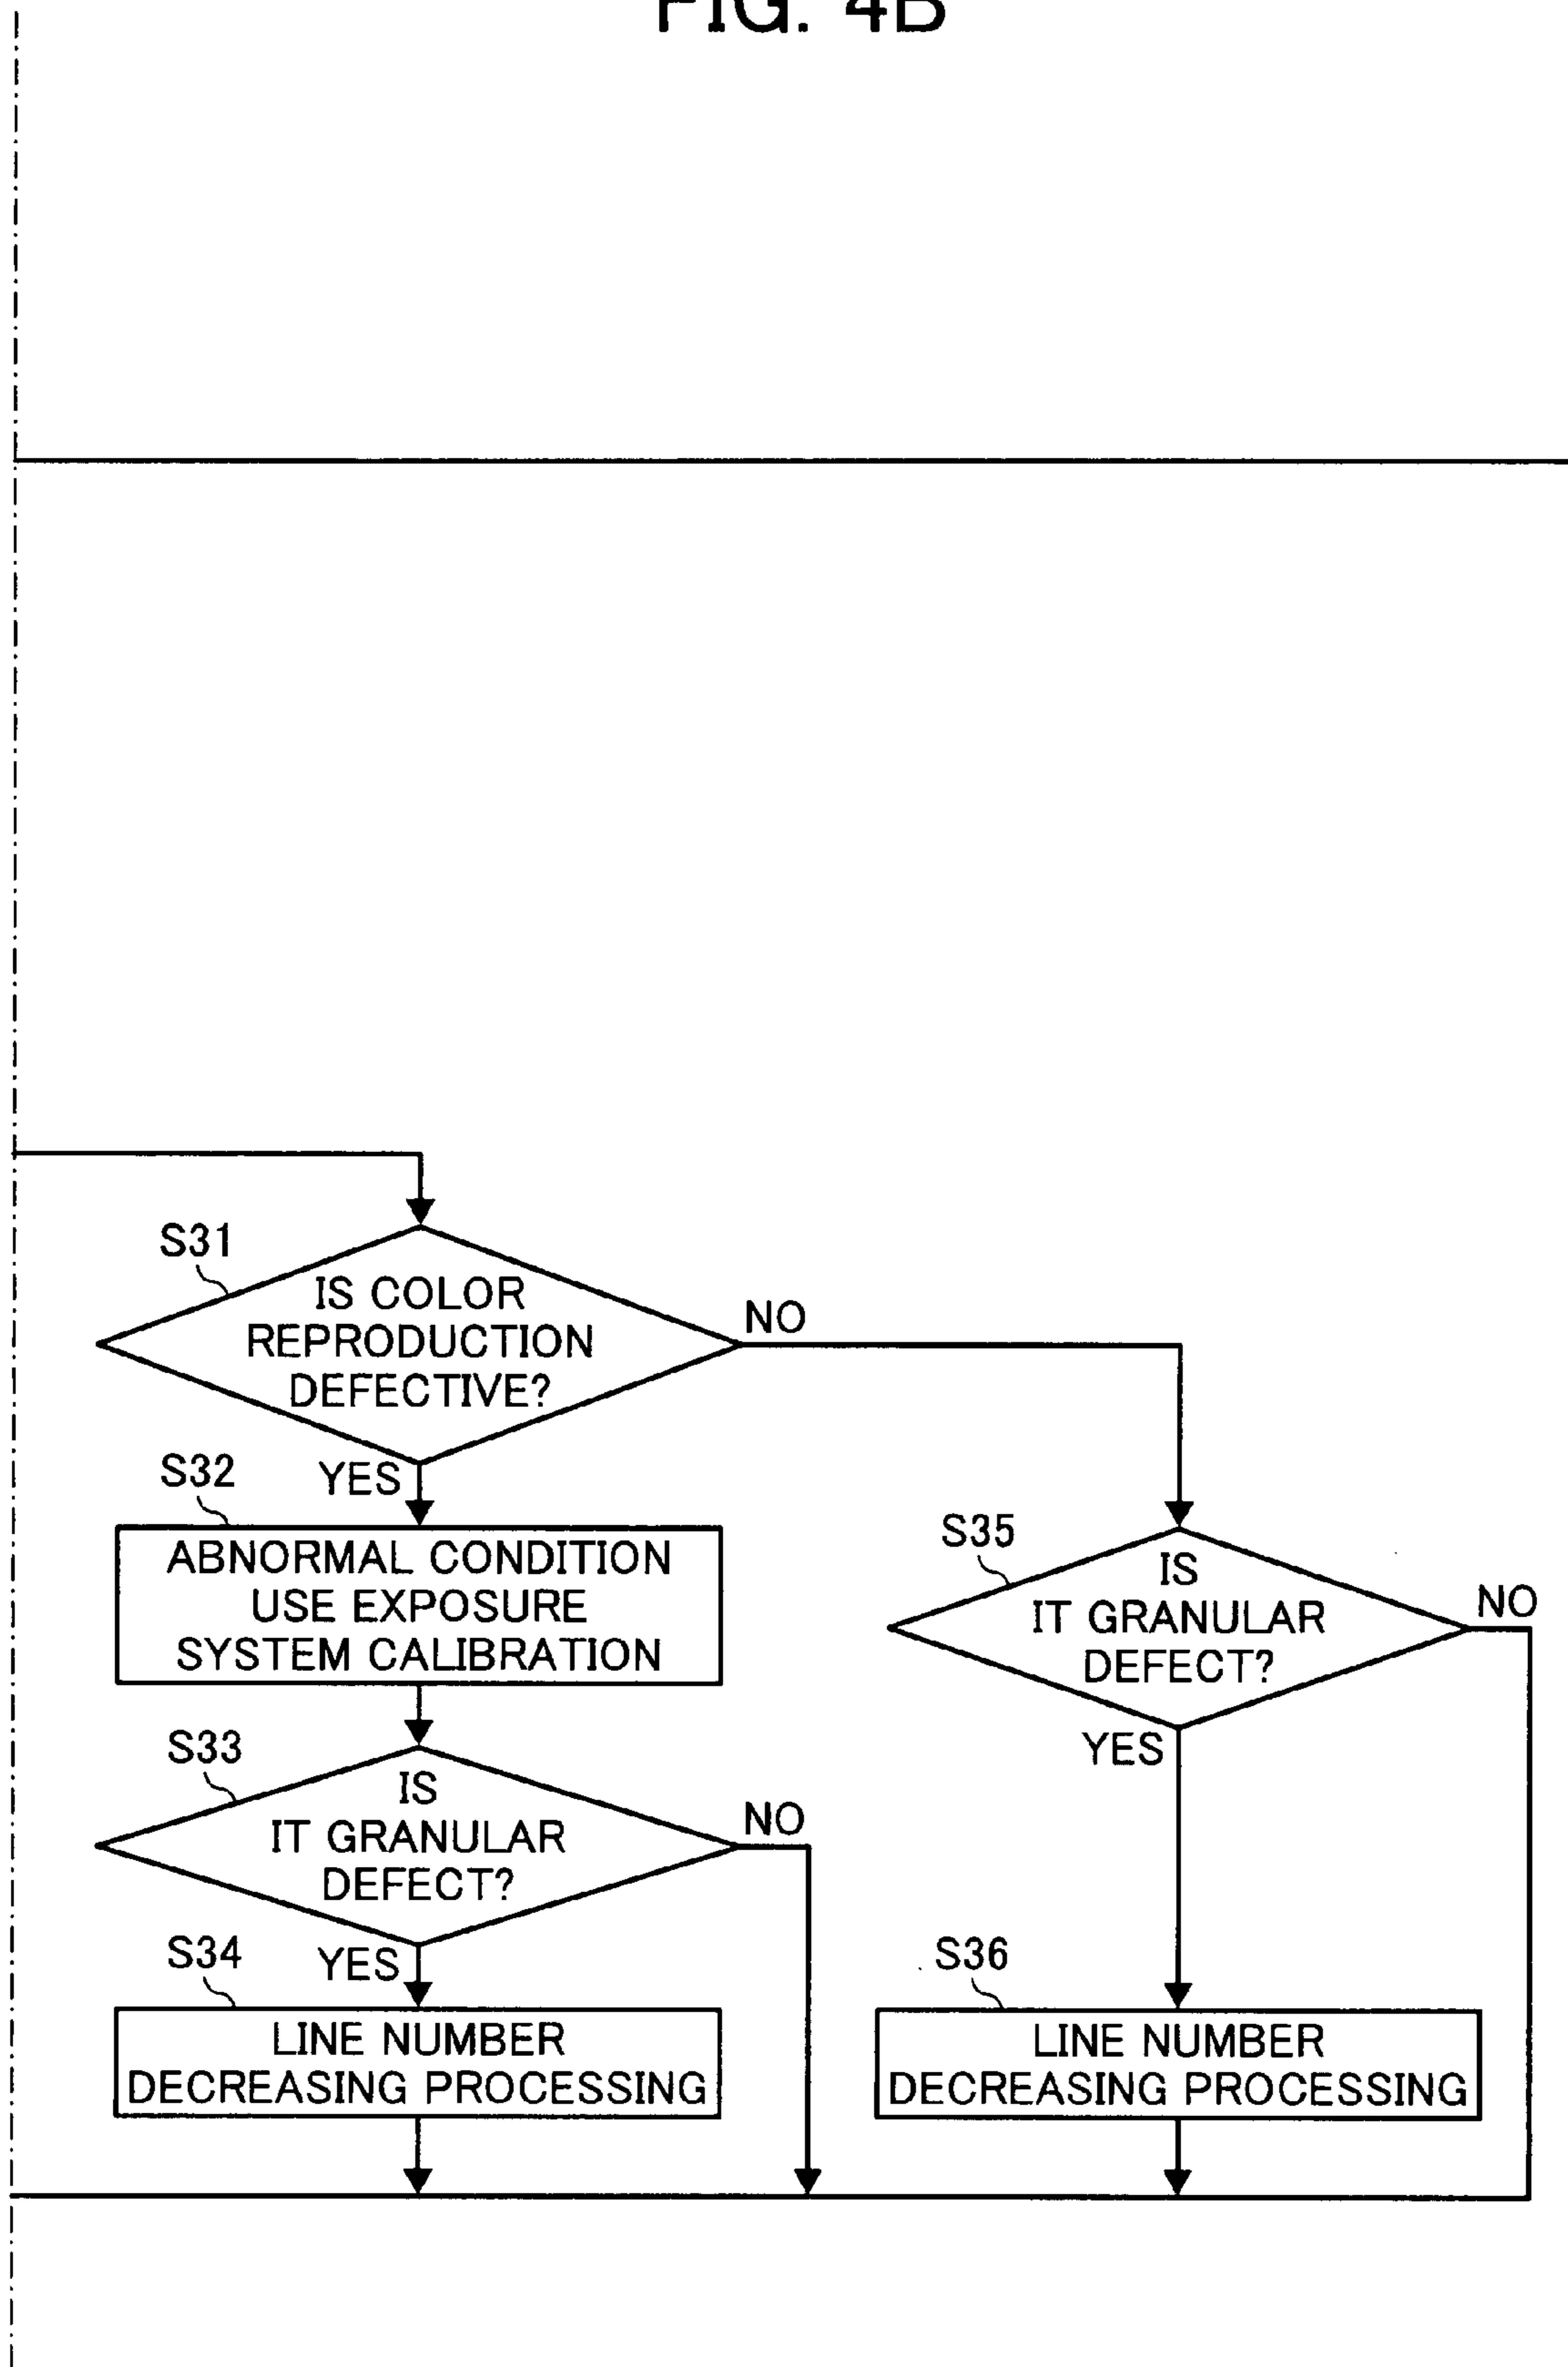 FIG. 4B
S31
IS COLOR
REPRODUCTION
DEFECTIVE?
NO
YES
S32
ABNORMAL CONDITION
USE EXPOSURE
SYSTEM CALIBRATION
S35
IS
IT GRANULAR
DEFECT?
NO
YES
S33
IS
IT GRANULAR
DEFECT?
NO
YES
S34
LINE NUMBER
DECREASING PROCESSING
S36
LINE NUMBER
DECREASING PROCESSING